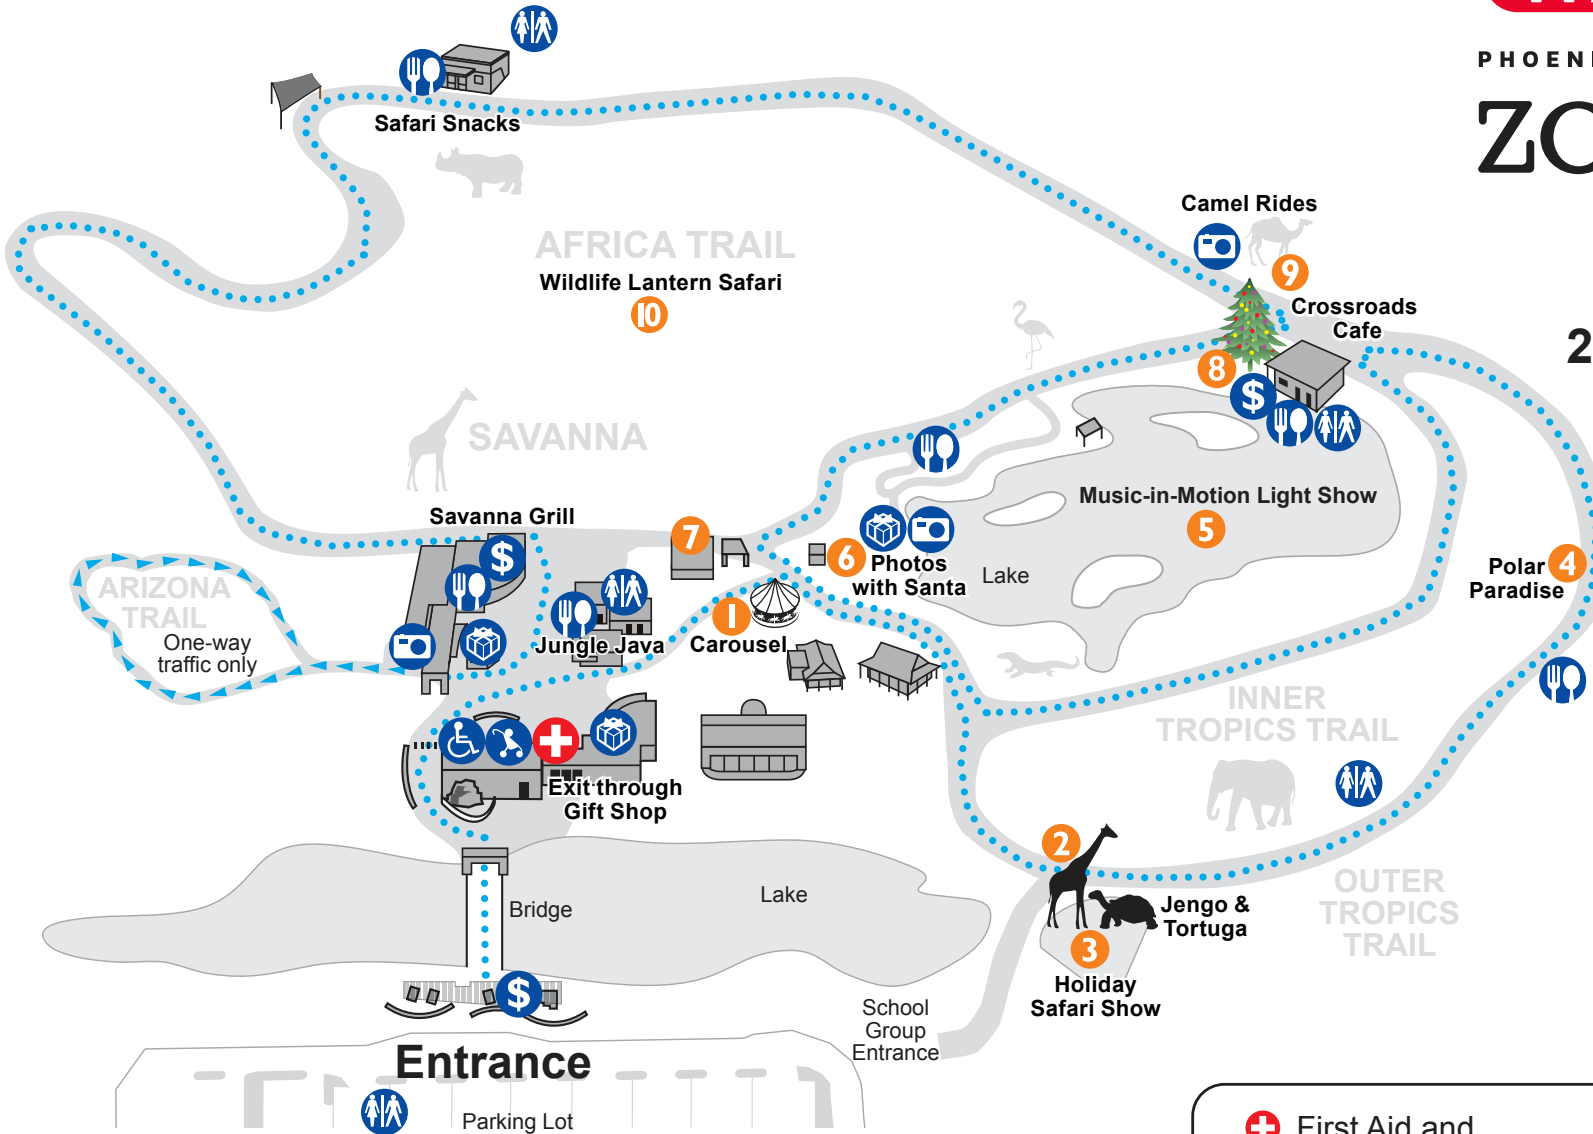 PHOEN
ZO
Safari Snacks
Camel Rides
AFRICA TRAIL
Wildlife Lantern Safari
10
9
Crossroads
Cafe
2
8
$
SAVANNA
Savanna Grill
Music-in-Motion Light Show
5
7
6
Photos
with Santa
Lake
$
Polar
Paradise
4
ARIZONA
TRAIL
One-way
traffic only
Jungle Java
1
Carousel
INNER
TROPICS TRAIL
Exit through
Gift Shop
2
OUTER
TROPICS
TRAIL
Lake
Bridge
Jengo &
Tortuga
3
Holiday
Safari Show
$
School
Group
Entrance
Entrance
Parking Lot
First Aid and